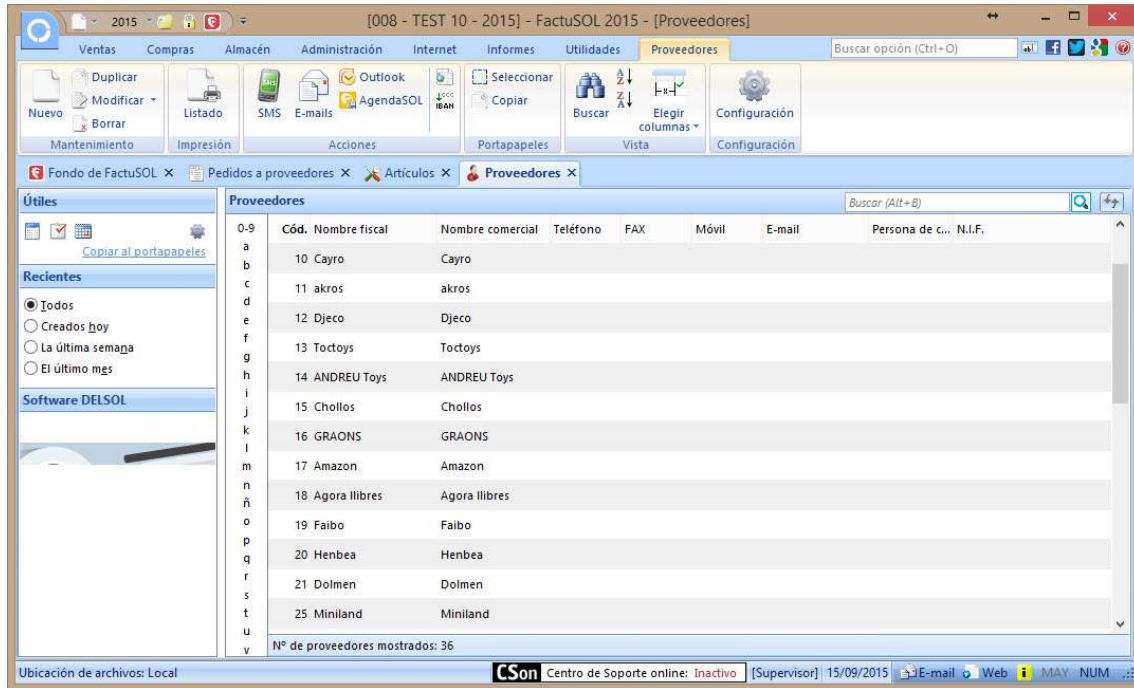 2015
[008 - TEST 10 - 2015] - FactuSOL 2015 - [Proveedores]
Ventas Compras Almacén Administración Internet Informes Utilidades Proveedores
Buscar opción (Ctrl+O)
Nuevo
Duplicar
Modificar
Borrar
Mantenimiento
Listado
Impresión
SMS
E-mails
Outlook
AgendaSOL
IBAN
Acciones
Seleccionar
Copiar
Portapapeles
Buscar
Elegir columnas
Vista
Configuración
Configuración
Fondo de FactuSOL Pedidos a proveedores Artículos Proveedores
Útiles
Copiar al portapapeles
Recientes
Todos
Creados hoy
La última semana
El último mes
Software DELSOL
Proveedores
Buscar (Alt+B)
0-9
a
b
c
d
e
f
g
h
i
j
k
l
m
n
ñ
o
p
q
r
s
t
u
v
Cód. Nombre fiscal Nombre comercial Teléfono FAX Móvil E-mail Persona de c... N.I.F.
10 Cayro Cayro
11 akros akros
12 Djeco Djeco
13 Toctoys Toctoys
14 ANDREU Toys ANDREU Toys
15 Chollos Chollos
16 GRAONS GRAONS
17 Amazon Amazon
18 Agora llibres Agora llibres
19 Faibo Faibo
20 Henbea Henbea
21 Dolmen Dolmen
25 Miniland Miniland
Nº de proveedores mostrados: 36
Ubicación de archivos: Local
CSon Centro de Soporte online: Inactivo [Supervisor] 15/09/2015 E-mail Web MAY NUM